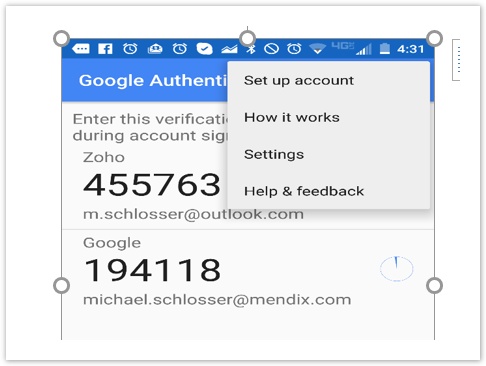 4G 4:31
Google Authenti
Set up account
Enter this verificatio
How it works
during account sig
Zoho
Settings
455763
Help & feedback
m.schlosser@outlook.com
Google
194118
michael.schlosser@mendix.com